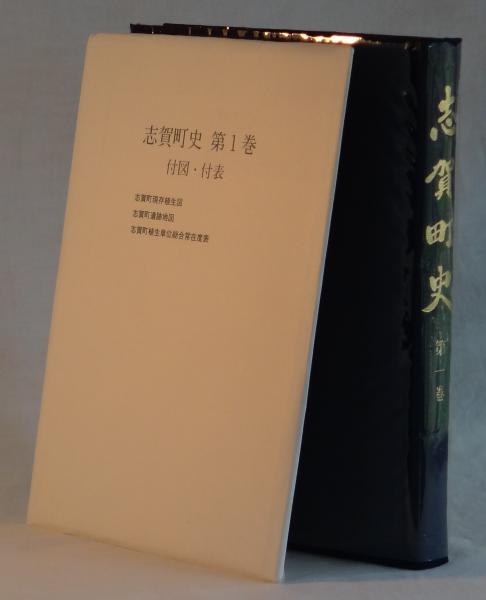 志賀町史 第1巻
付図・付表
志賀町現存植生図
志賀町遺跡地図
志賀町植生単位総合常在度表
志賀町史
第一巻